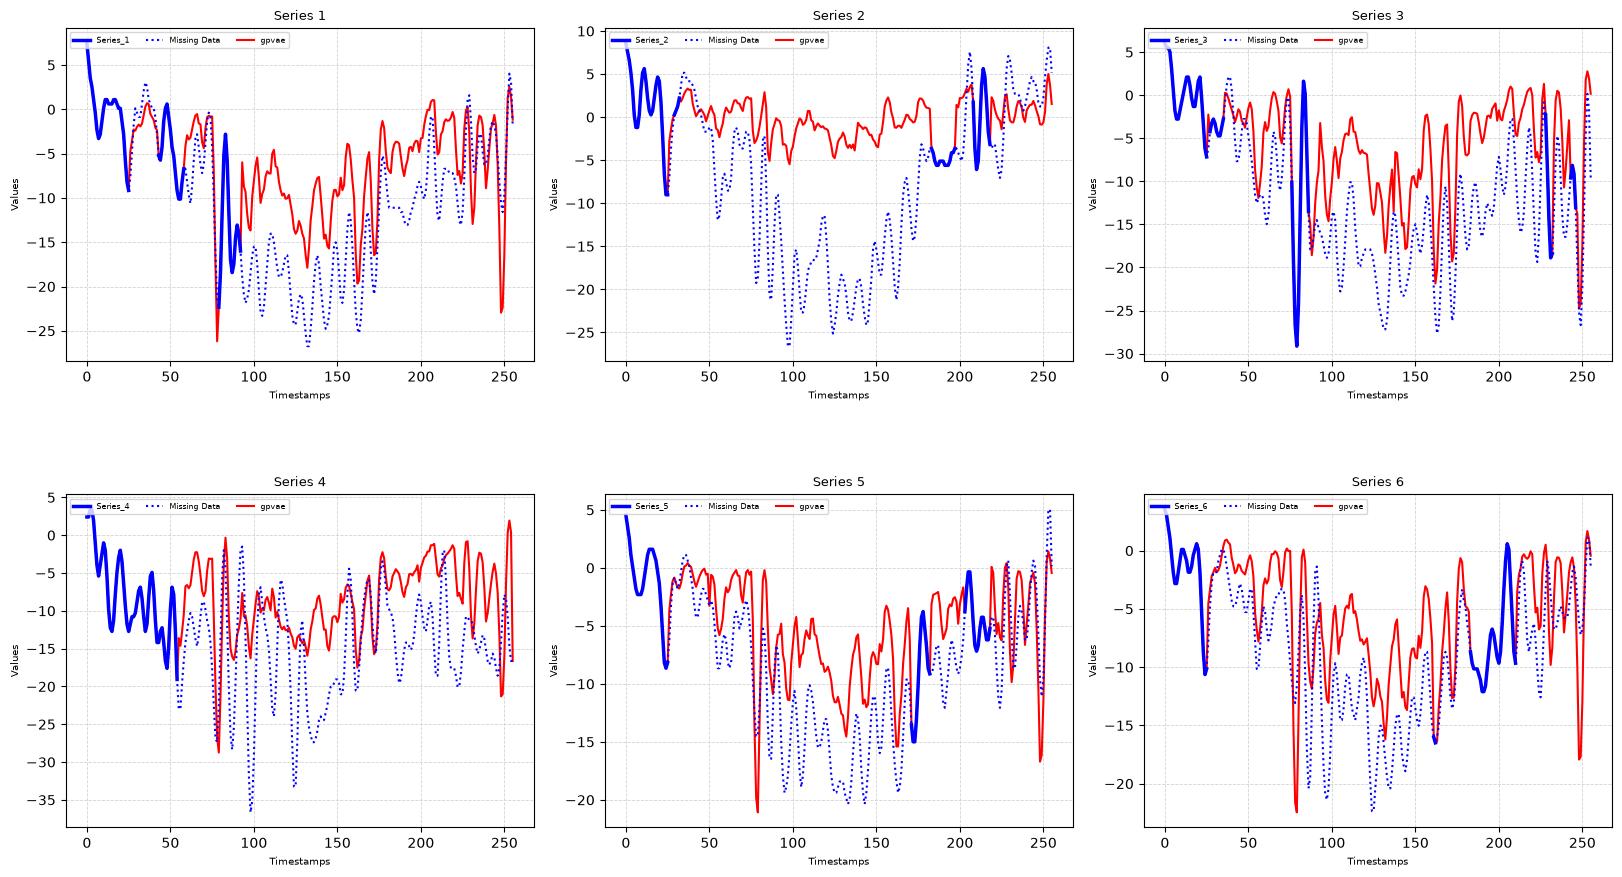 Series 1
Series_1 Missing Data gpvae
5
0
−5
−10
−15
−20
−25
Values
0 50 100 150 200 250
Timestamps
Series 2
Series_2 Missing Data gpvae
10
5
0
−5
−10
−15
−20
−25
Values
0 50 100 150 200 250
Timestamps
Series 3
Series_3 Missing Data gpvae
5
0
−5
−10
−15
−20
−25
−30
Values
0 50 100 150 200 250
Timestamps
Series 4
Series_4 Missing Data gpvae
5
0
−5
−10
−15
−20
−25
−30
−35
Values
0 50 100 150 200 250
Timestamps
Series 5
Series_5 Missing Data gpvae
5
0
−5
−10
−15
−20
Values
0 50 100 150 200 250
Timestamps
Series 6
Series_6 Missing Data gpvae
0
−5
−10
−15
−20
Values
0 50 100 150 200 250
Timestamps